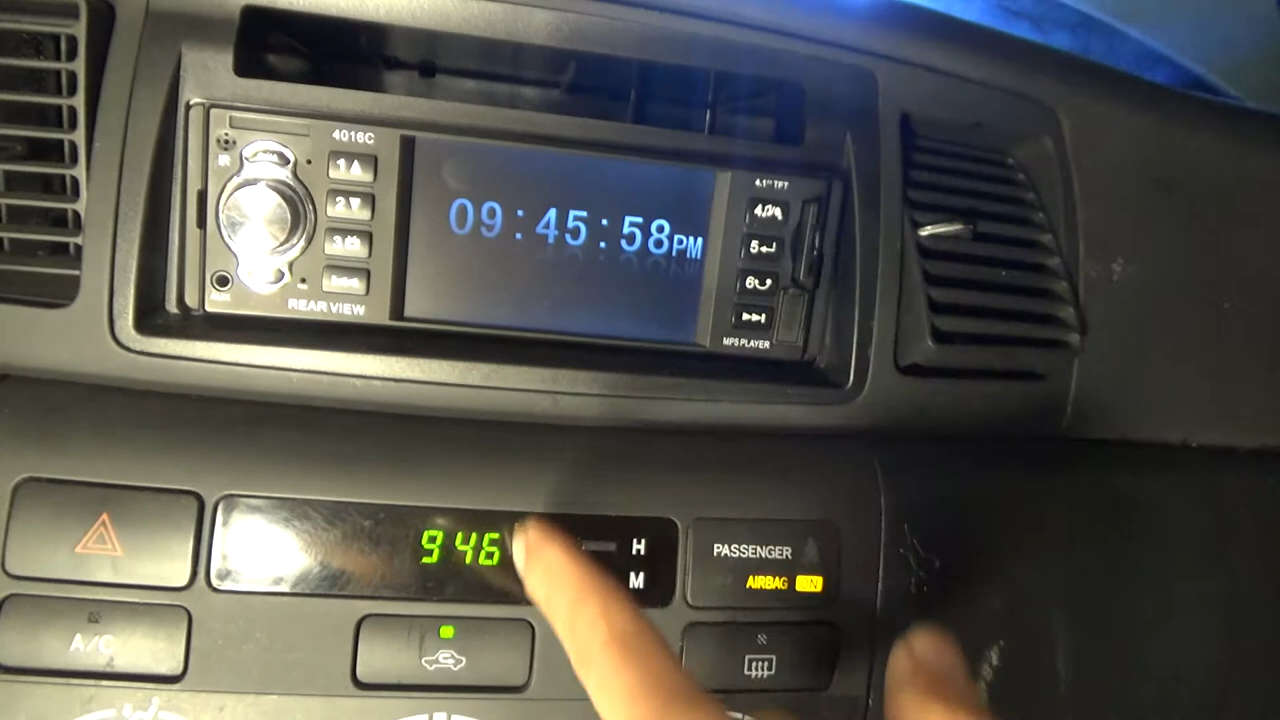 4016C
4.1" TFT
R
1▲
2▼
3
AUX
REAR VIEW
09:45:58PM
4
5
6
MP5 PLAYER
946
H
M
PASSENGER
AIRBAG ON
A/C